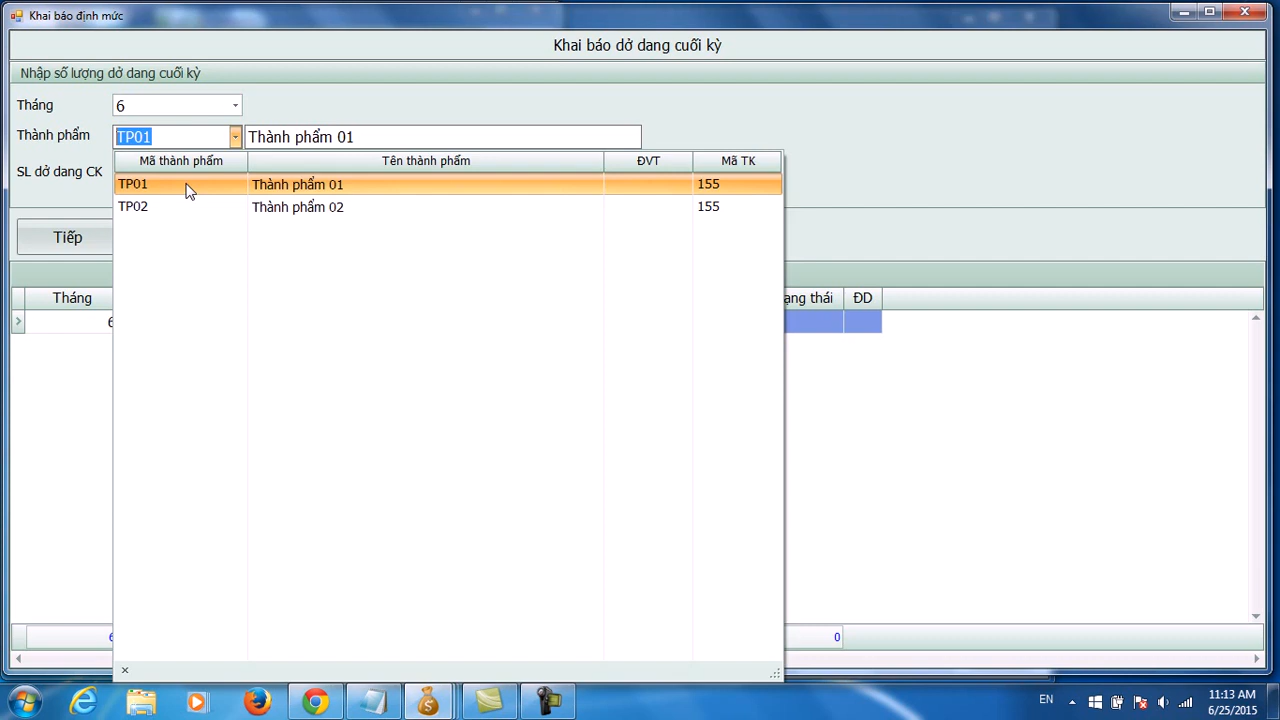 Khai báo định mức
Khai báo dở dang cuối kỳ
Nhập số lượng dở dang cuối kỳ
Tháng 6
Thành phẩm TP01 Thành phẩm 01
SL dở dang CK
Mã thành phẩm Tên thành phẩm ĐVT Mã TK
TP01 Thành phẩm 01 155
TP02 Thành phẩm 02 155
Tiếp
Tháng ạng thái ĐD
6
6 0
EN 11:13 AM
6/25/2015